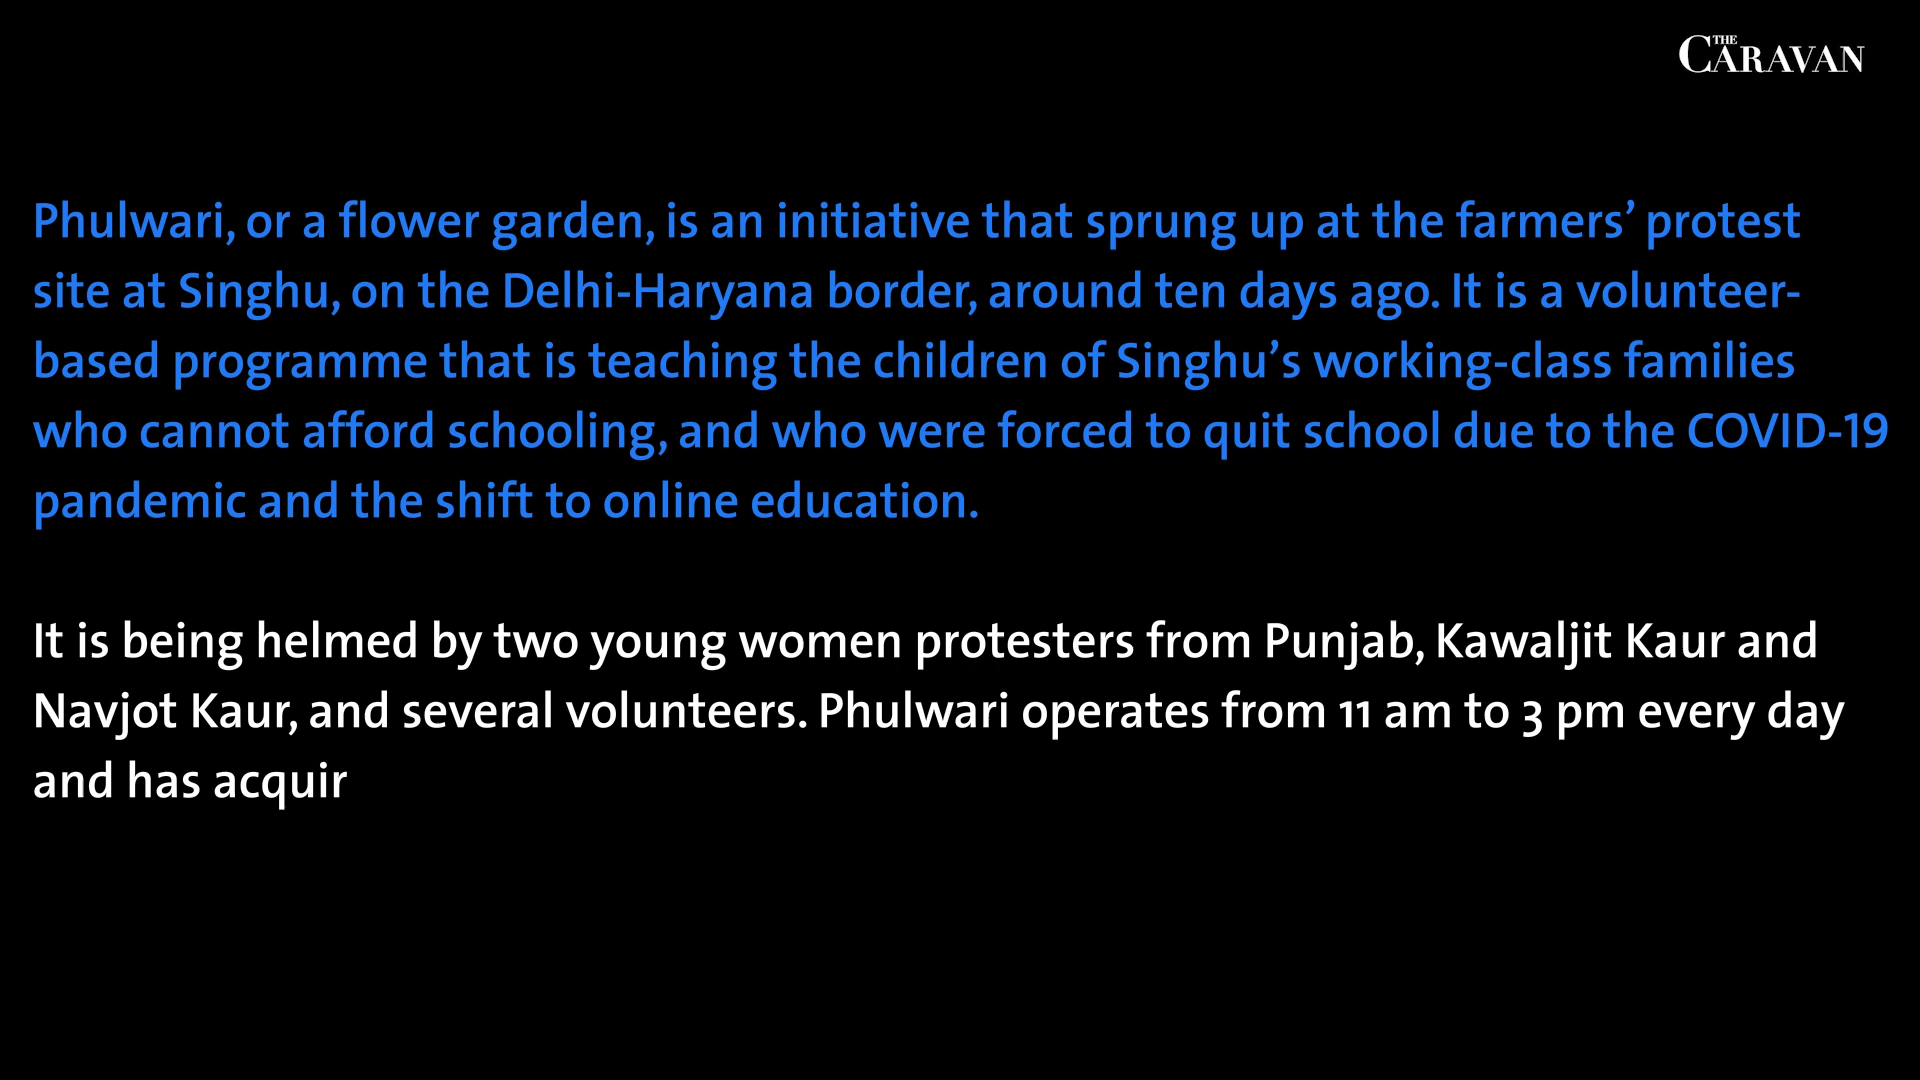 THE CARAVAN
Phulwari, or a flower garden, is an initiative that sprung up at the farmers’ protest
site at Singhu, on the Delhi-Haryana border, around ten days ago. It is a volunteer-
based programme that is teaching the children of Singhu’s working-class families
who cannot afford schooling, and who were forced to quit school due to the COVID-19
pandemic and the shift to online education.
It is being helmed by two young women protesters from Punjab, Kawaljit Kaur and
Navjot Kaur, and several volunteers. Phulwari operates from 11 am to 3 pm every day
and has acquir